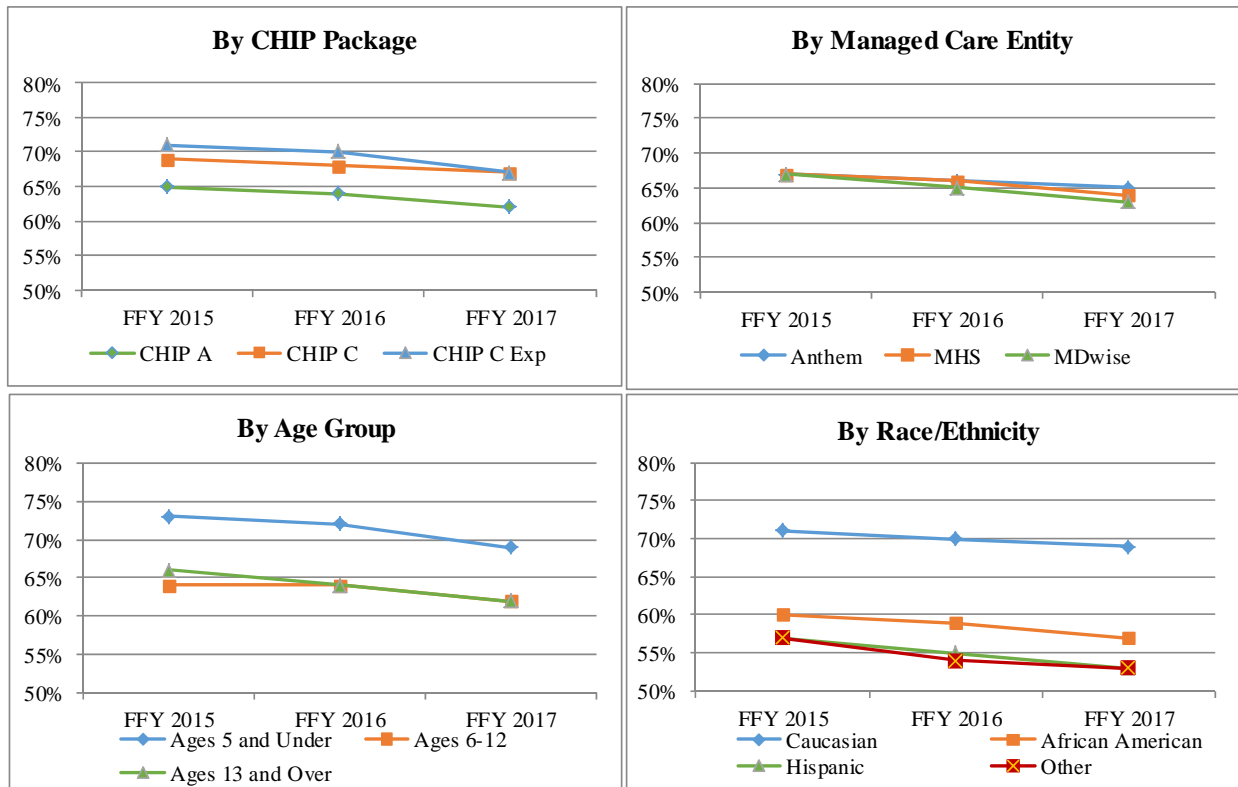 By CHIP Package
80%
75%
70%
65%
60%
55%
50%
FFY 2015 FFY 2016 FFY 2017
CHIP A CHIP C CHIP C Exp
By Managed Care Entity
80%
75%
70%
65%
60%
55%
50%
FFY 2015 FFY 2016 FFY 2017
Anthem MHS MDwise
By Age Group
80%
75%
70%
65%
60%
55%
50%
FFY 2015 FFY 2016 FFY 2017
Ages 5 and Under Ages 6-12
Ages 13 and Over
By Race/Ethnicity
80%
75%
70%
65%
60%
55%
50%
FFY 2015 FFY 2016 FFY 2017
Caucasian African American
Hispanic Other